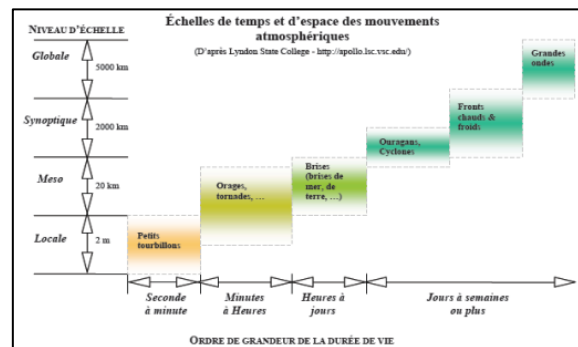 Échelles de temps et d'espace des mouvements
atmosphériques
(D'après Lyndon State College - http://apollo.lsc.vsc.edu/)
NIVEAU D'ÉCHELLE
Globale
5000 km
Synoptique
2000 km
Meso
20 km
Locale
2 m
Petits
tourbillons
Orages,
tornades, ...
Brises
(brises de
mer, de
terre, ...)
Ouragans,
Cyclones
Fronts
chauds &
froids
Grandes
ondes
Seconde
à minute
Minutes
à Heures
Heures à
jours
Jours à semaines
ou plus
ORDRE DE GRANDEUR DE LA DURÉE DE VIE